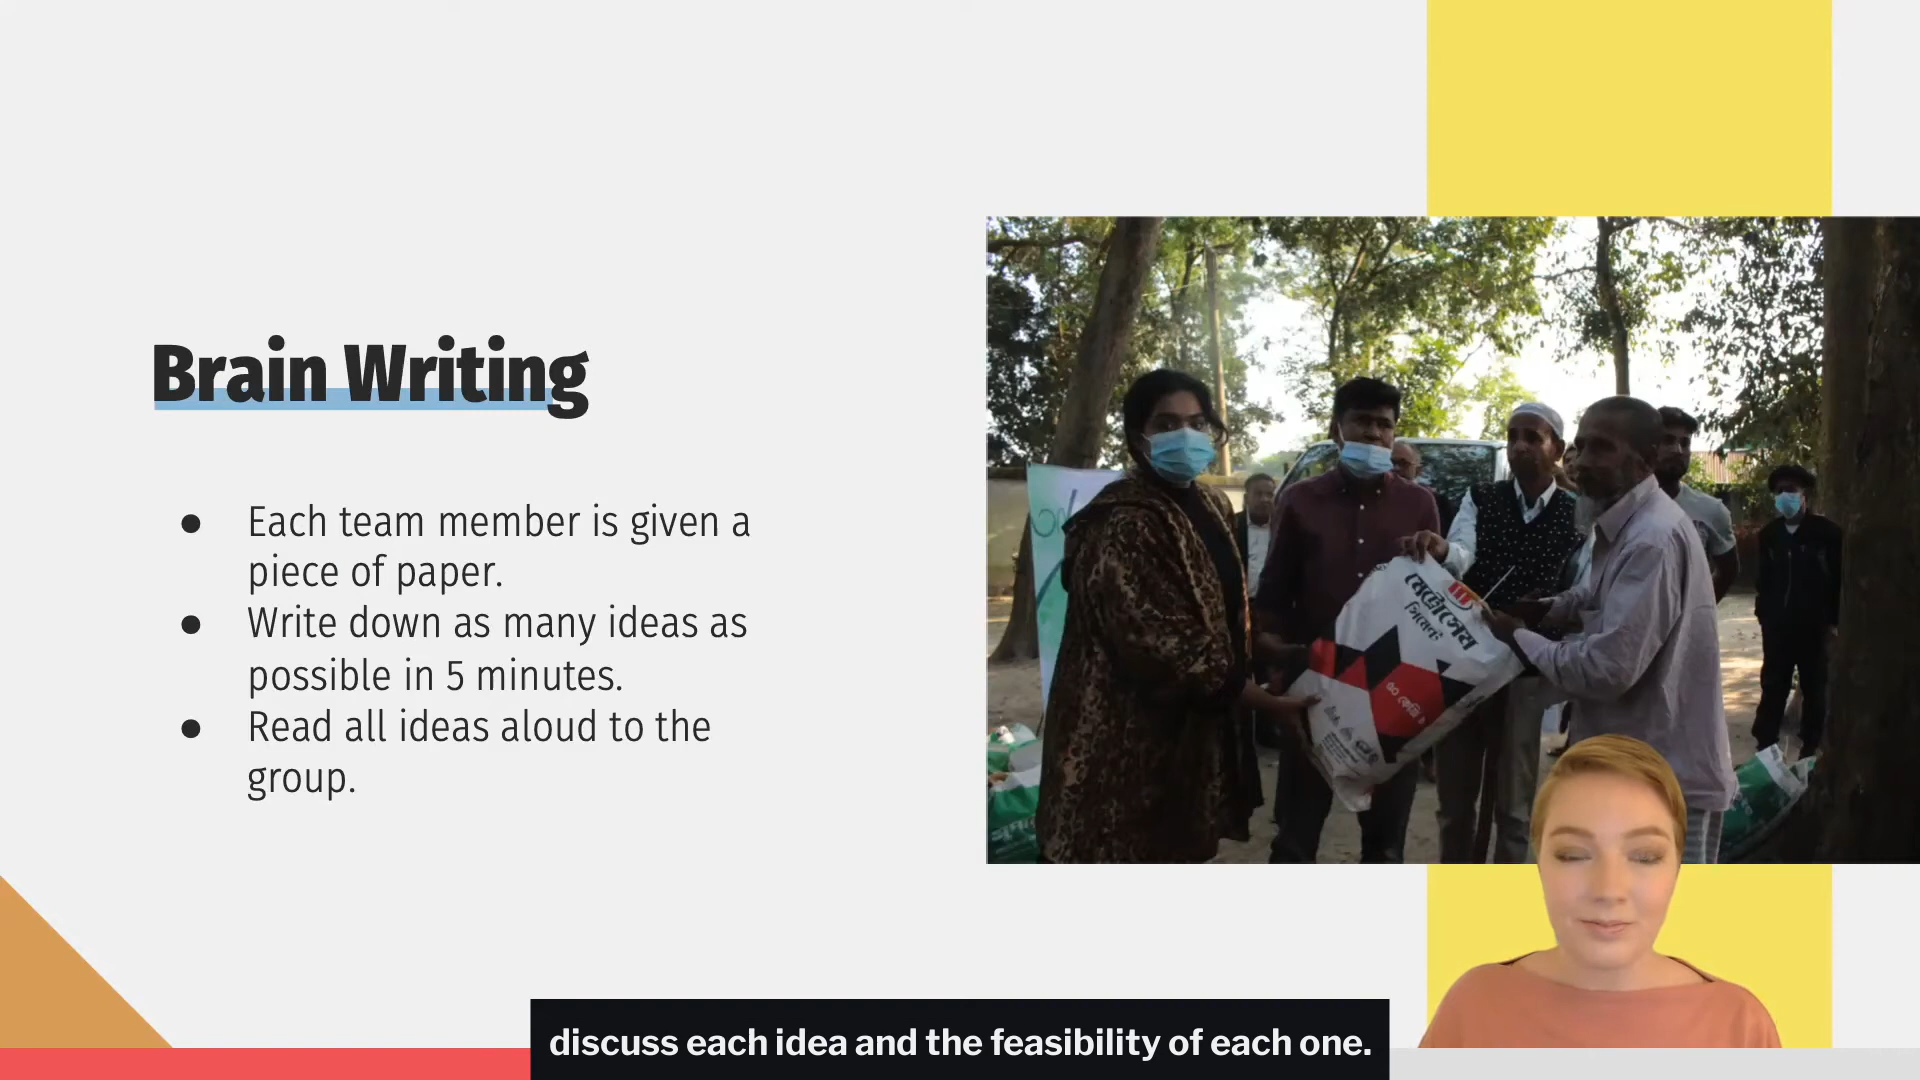 Brain Writing
● Each team member is given a
piece of paper.
● Write down as many ideas as
possible in 5 minutes.
● Read all ideas aloud to the
group.
মেট্রোসেম
সিমেন্ট
discuss each idea and the feasibility of each one.